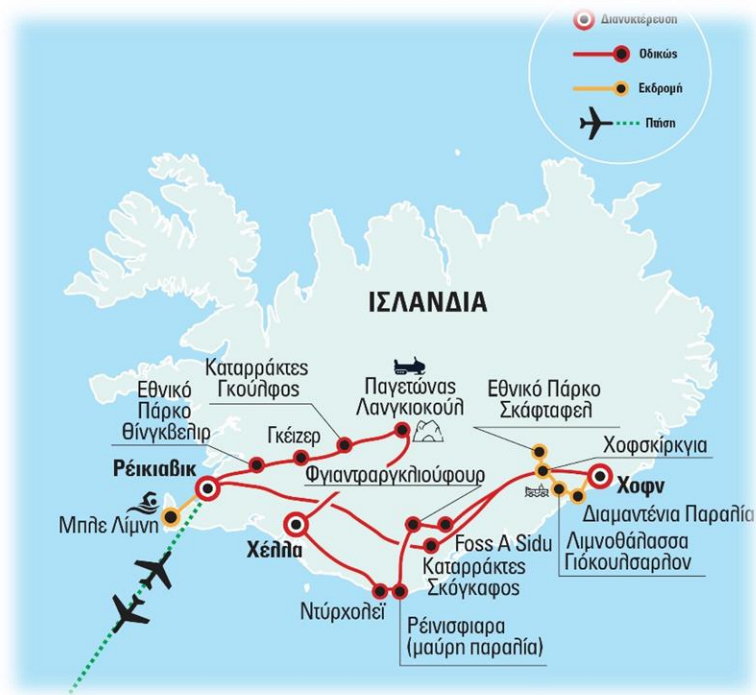 Διανυκτέρευση
Οδικώς
Εκδρομή
Πτήση
ΙΣΛΑΝΔΙΑ
Καταρράκτες
Γκούλφος
Παγετώνας
Λανγκιοκούλ
Εθνικό Πάρκο
Σκάφταφελ
Εθνικό
Πάρκο
Θίνγκβελιρ
Γκέιζερ
Χοφσκίρκγια
Ρέικιαβικ
Φγιαντραργκλιούφουρ
Χοφν
Μπλε Λίμνη
Διαμαντένια Παραλία
Χέλλα
Foss A Sidu
Λιμνοθάλασσα
Γιόκουλσαρλον
Καταρράκτες
Σκόγκαφος
Ντύρχολεϊ
Ρέινισφιαρα
(μαύρη παραλία)